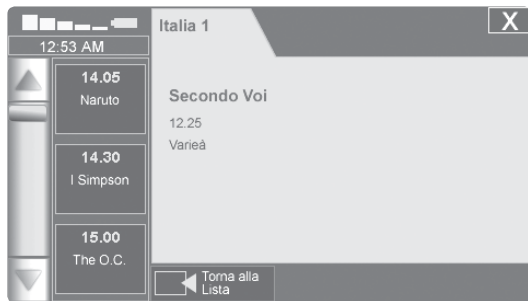 12:53 AM
14.05
Naruto
14.30
I Simpson
15.00
The O.C.
Italia 1
X
Secondo Voi
12.25
Varieà
Torna alla
Lista